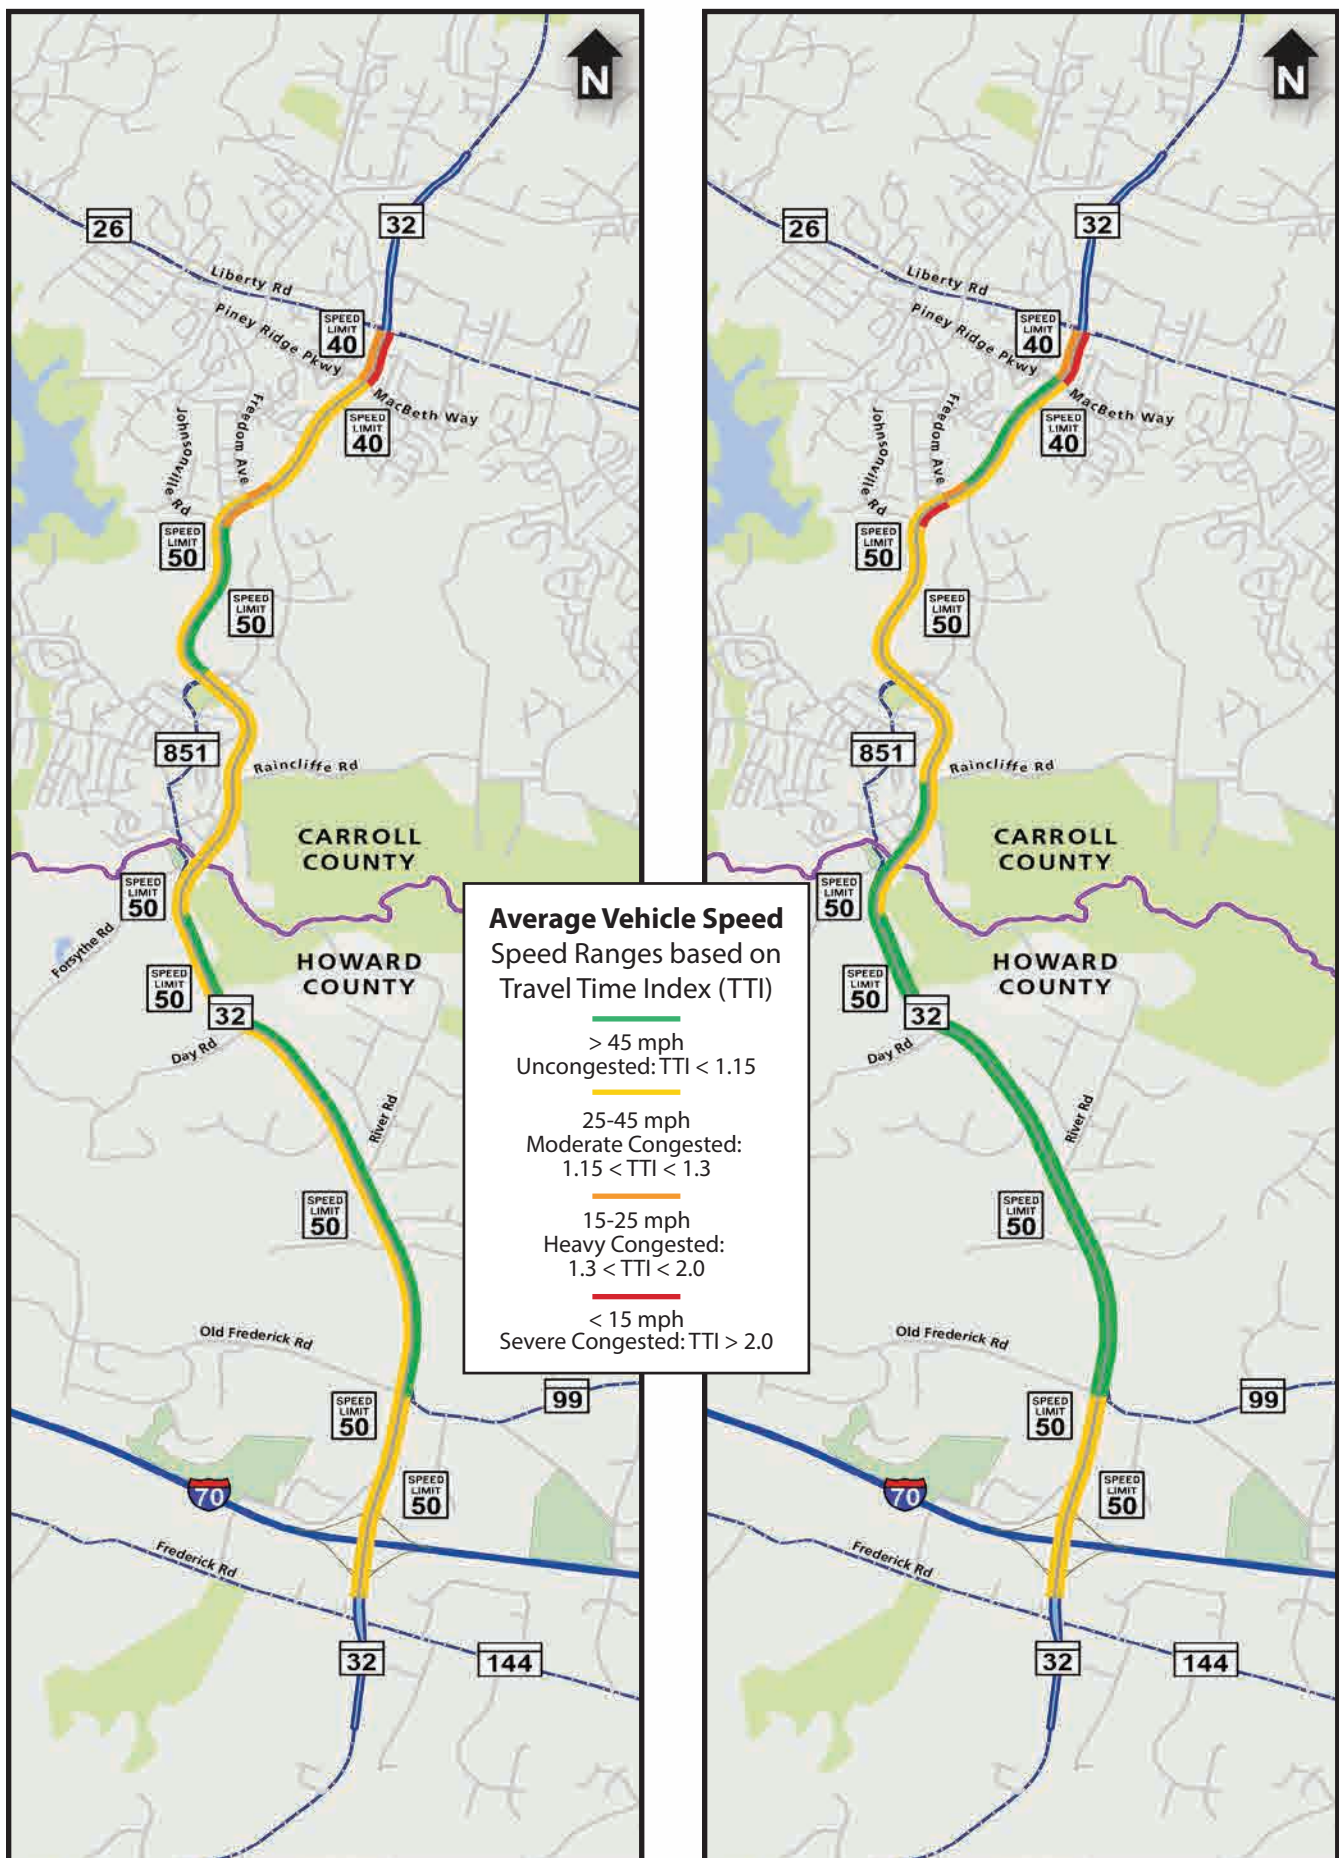 N
32
26
Liberty Rd
Piney Ridge Pkwy
SPEED
LIMIT
40
MacBeth Way
SPEED
LIMIT
40
Freedom Ave
Johnsonville Rd
SPEED
LIMIT
50
SPEED
LIMIT
50
851
Raincliffe Rd
CARROLL
COUNTY
SPEED
LIMIT
50
Forsythe Rd
HOWARD
COUNTY
SPEED
LIMIT
50
32
Day Rd
River Rd
SPEED
LIMIT
50
Old Frederick Rd
99
SPEED
LIMIT
50
SPEED
LIMIT
50
70
Frederick Rd
32
144
Average Vehicle Speed
Speed Ranges based on
Travel Time Index (TTI)
> 45 mph
Uncongested: TTI < 1.15
25-45 mph
Moderate Congested:
1.15 < TTI < 1.3
15-25 mph
Heavy Congested:
1.3 < TTI < 2.0
< 15 mph
Severe Congested: TTI > 2.0
N
32
26
Liberty Rd
Piney Ridge Pkwy
SPEED
LIMIT
40
MacBeth Way
SPEED
LIMIT
40
Freedom Ave
Johnsonville Rd
SPEED
LIMIT
50
SPEED
LIMIT
50
851
Raincliffe Rd
CARROLL
COUNTY
SPEED
LIMIT
50
HOWARD
COUNTY
SPEED
LIMIT
50
32
Day Rd
River Rd
SPEED
LIMIT
50
Old Frederick Rd
99
SPEED
LIMIT
50
SPEED
LIMIT
50
70
Frederick Rd
32
144